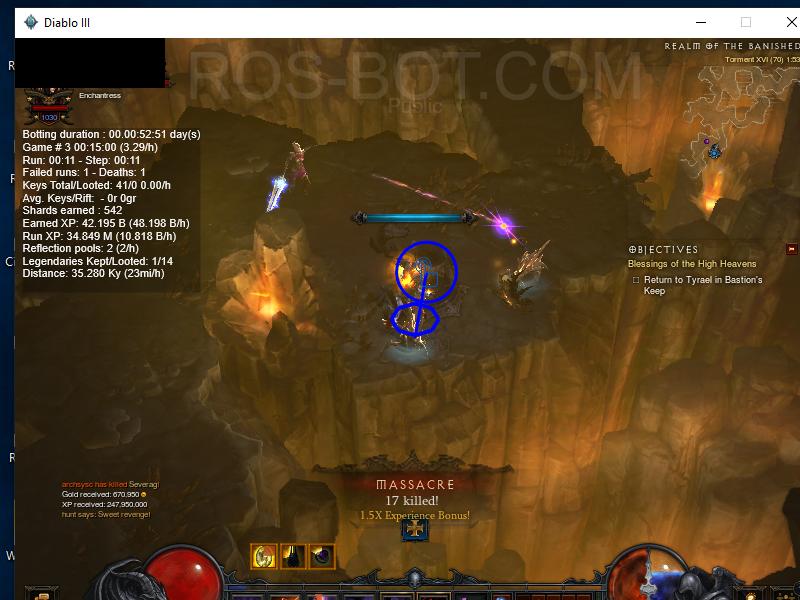 Diablo III
ROS-BOT.COM
Public
REALM OF THE BANISHED
Torment XVI (70) 1:53
Enchantress
1030
Botting duration : 00.00:52:51 day(s)
Game # 3 00:15:00 (3.29/h)
Run: 00:11 - Step: 00:11
Failed runs: 1 - Deaths: 1
Keys Total/Looted: 41/0 0.00/h
Avg. Keys/Rift: - 0r 0gr
Shards earned : 542
Earned XP: 42.195 B (48.198 B/h)
Run XP: 34.849 M (10.818 B/h)
Reflection pools: 2 (2/h)
Legendaries Kept/Looted: 1/14
Distance: 35.280 Ky (23mi/h)
OBJECTIVES
Blessings of the High Heavens
Return to Tyrael in Bastion's
Keep
MASSACRE
17 killed!
1.5X Experience Bonus!
archsysc has killed Severag!
Gold received: 670,950
XP received: 247,950,000
hunt says: Sweet revenge!